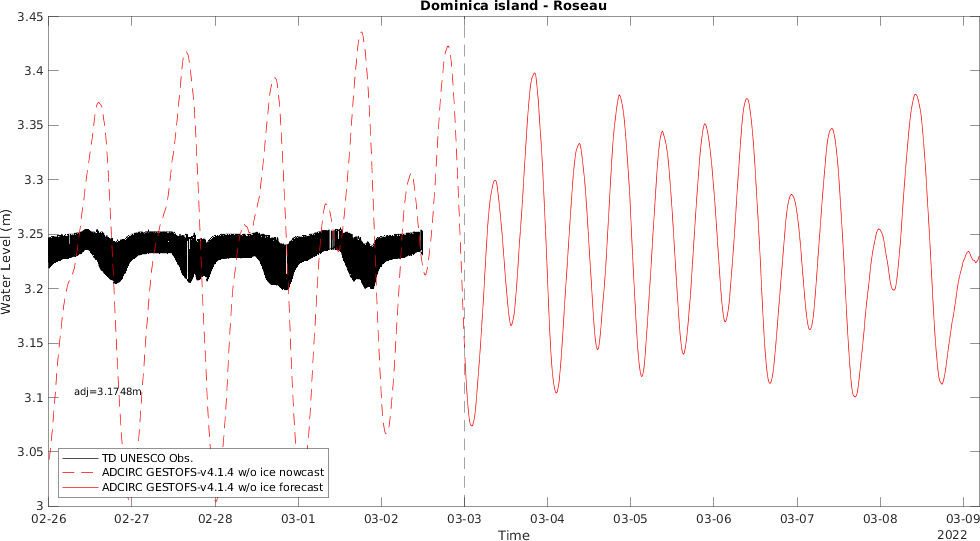 Dominica island - Roseau
3.45
3.4
3.35
3.3
3.25
3.2
3.15
3.1
3.05
3
Water Level (m)
adj=3.1748m
TD UNESCO Obs.
ADCIRC GESTOFS-v4.1.4 w/o ice nowcast
ADCIRC GESTOFS-v4.1.4 w/o ice forecast
02-26 02-27 02-28 03-01 03-02 03-03 03-04 03-05 03-06 03-07 03-08 03-09
Time
2022